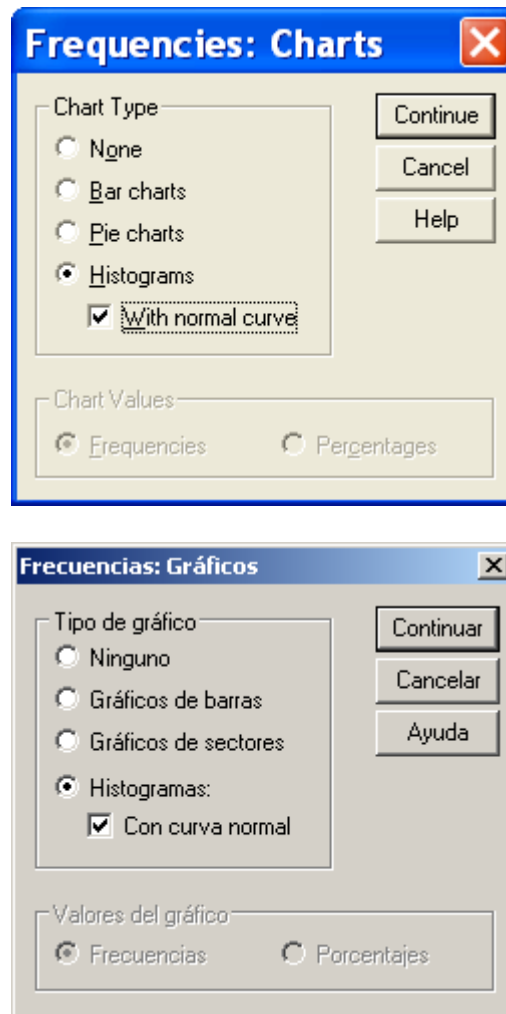 Frequencies: Charts
Chart Type
None
Bar charts
Pie charts
Histograms
With normal curve
Continue
Cancel
Help
Chart Values
Frequencies Percentages
Frecuencias: Gráficos
Tipo de gráfico
Ninguno
Gráficos de barras
Gráficos de sectores
Histogramas:
Con curva normal
Continuar
Cancelar
Ayuda
Valores del gráfico
Frecuencias Porcentajes